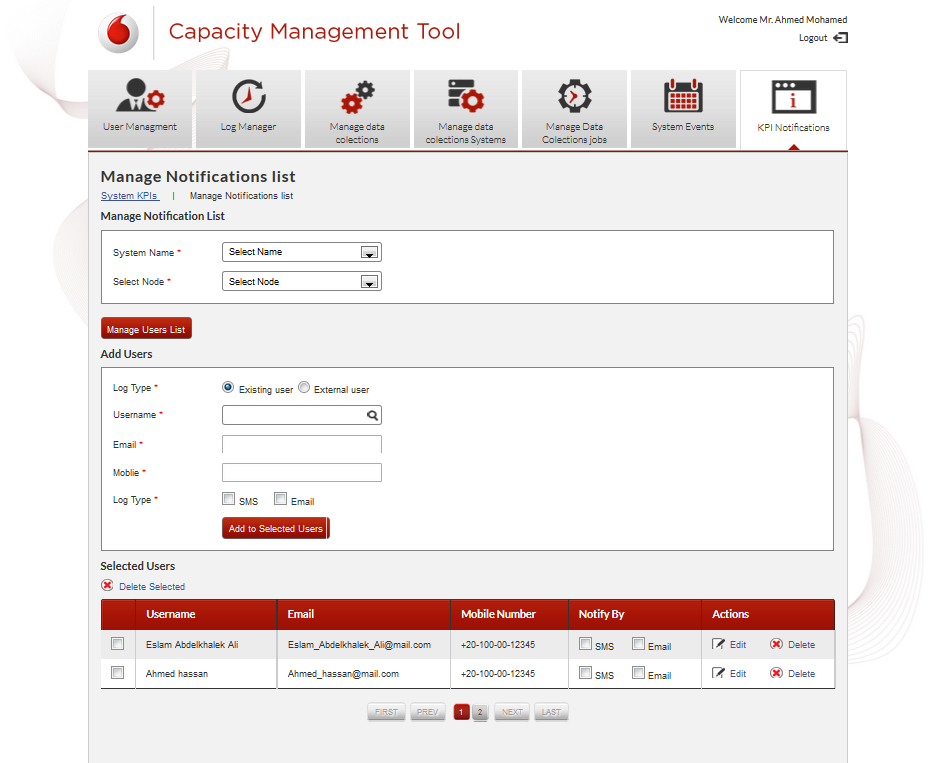 Capacity Management Tool
Welcome Mr. Ahmed Mohamed
Logout
User Managment
Log Manager
Manage data
colections
Manage data
colections Systems
Manage Data
Colections jobs
System Events
KPI Notifications
Manage Notifications list
System KPIs | Manage Notifications list
Manage Notification List
System Name * Select Name
Select Node * Select Node
Manage Users List
Add Users
Log Type * Existing user External user
Username *
Email *
Moblie *
Log Type * SMS Email
Add to Selected Users
Selected Users
Delete Selected
Username Email Mobile Number Notify By Actions
Eslam Abdelkhalek Ali Eslam_Abdelkhalek_Ali@mail.com +20-100-00-12345 SMS Email Edit Delete
Ahmed hassan Ahmed_hassan@mail.com +20-100-00-12345 SMS Email Edit Delete
FIRST PREV 1 2 NEXT LAST